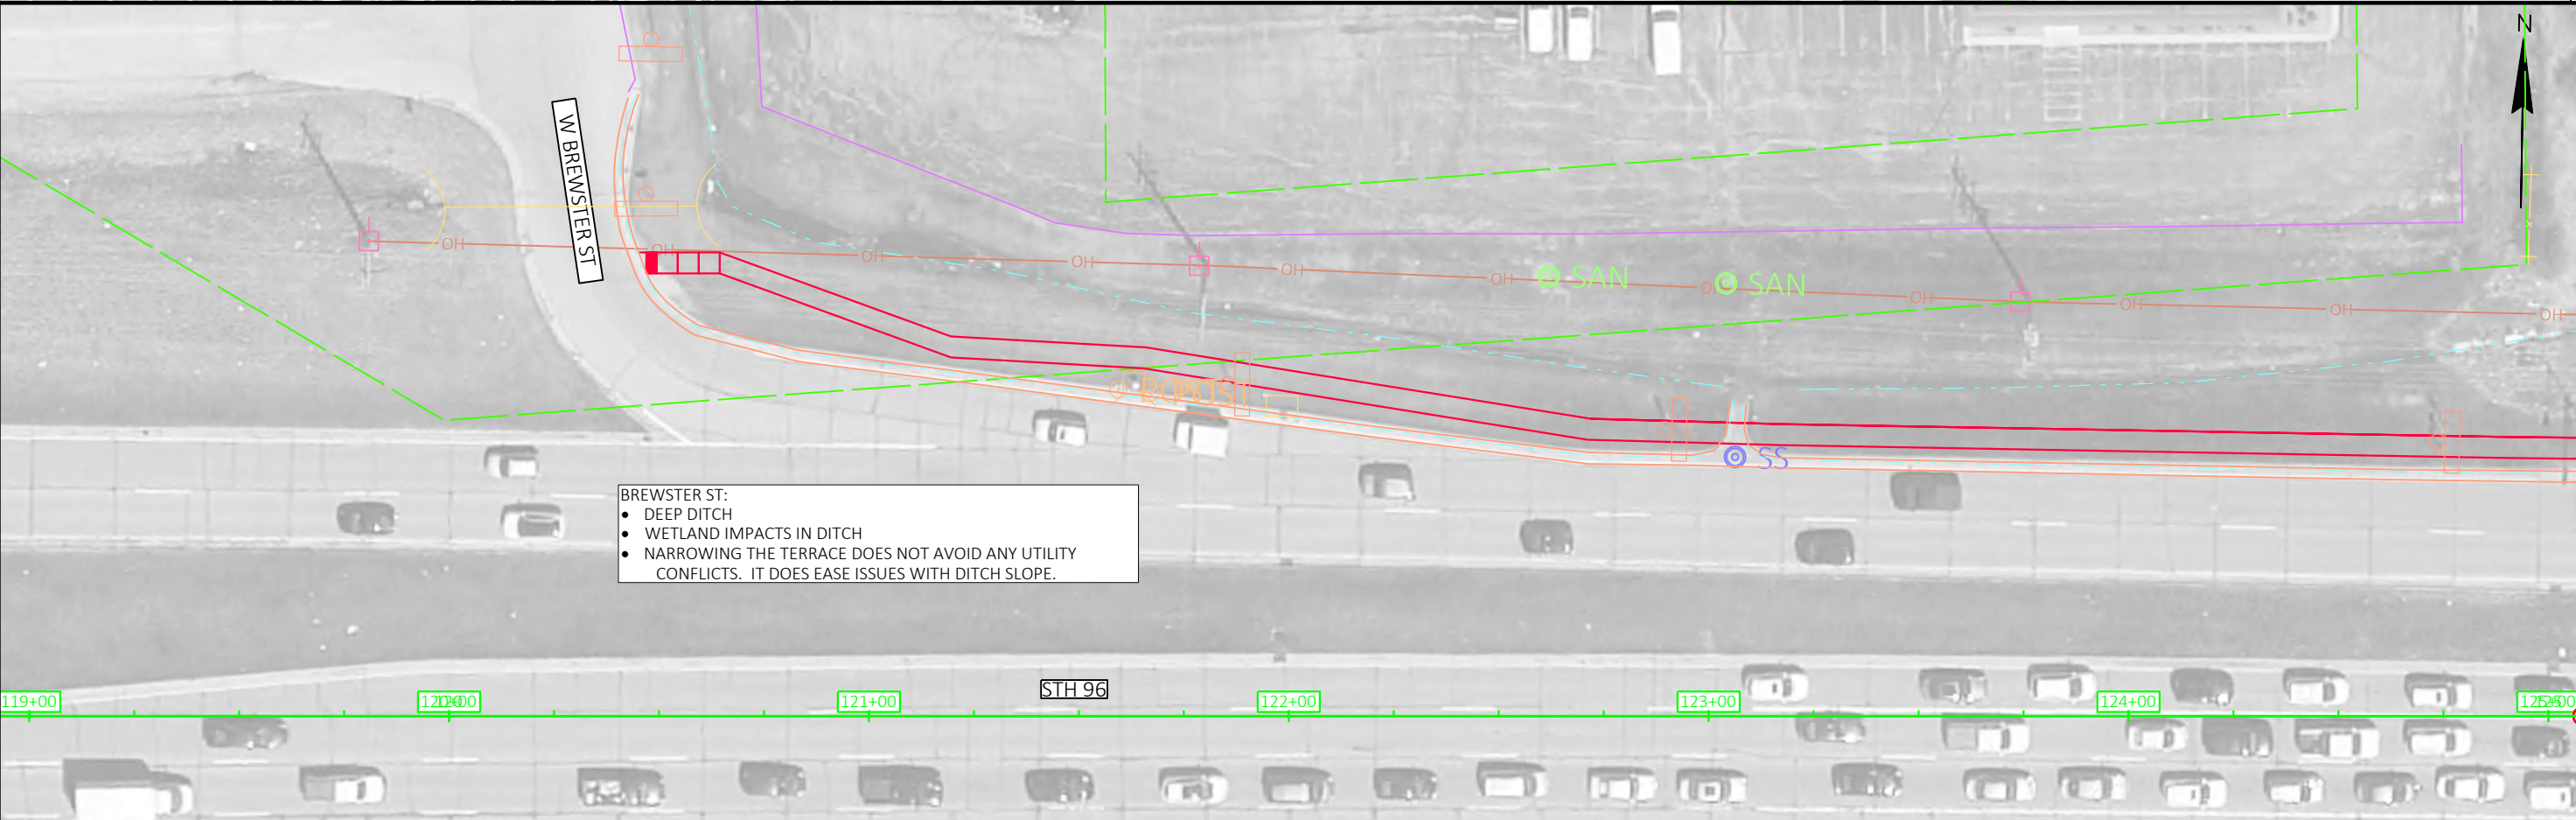 N
W BREWSTER ST
OH
OH
OH
OH
OH
OH
OH
OH
OH
OH
OH
SAN
SAN
SS
BREWSTER ST:
• DEEP DITCH
• WETLAND IMPACTS IN DITCH
• NARROWING THE TERRACE DOES NOT AVOID ANY UTILITY
CONFLICTS. IT DOES EASE ISSUES WITH DITCH SLOPE.
STH 96
119+00
121+00
122+00
123+00
124+00